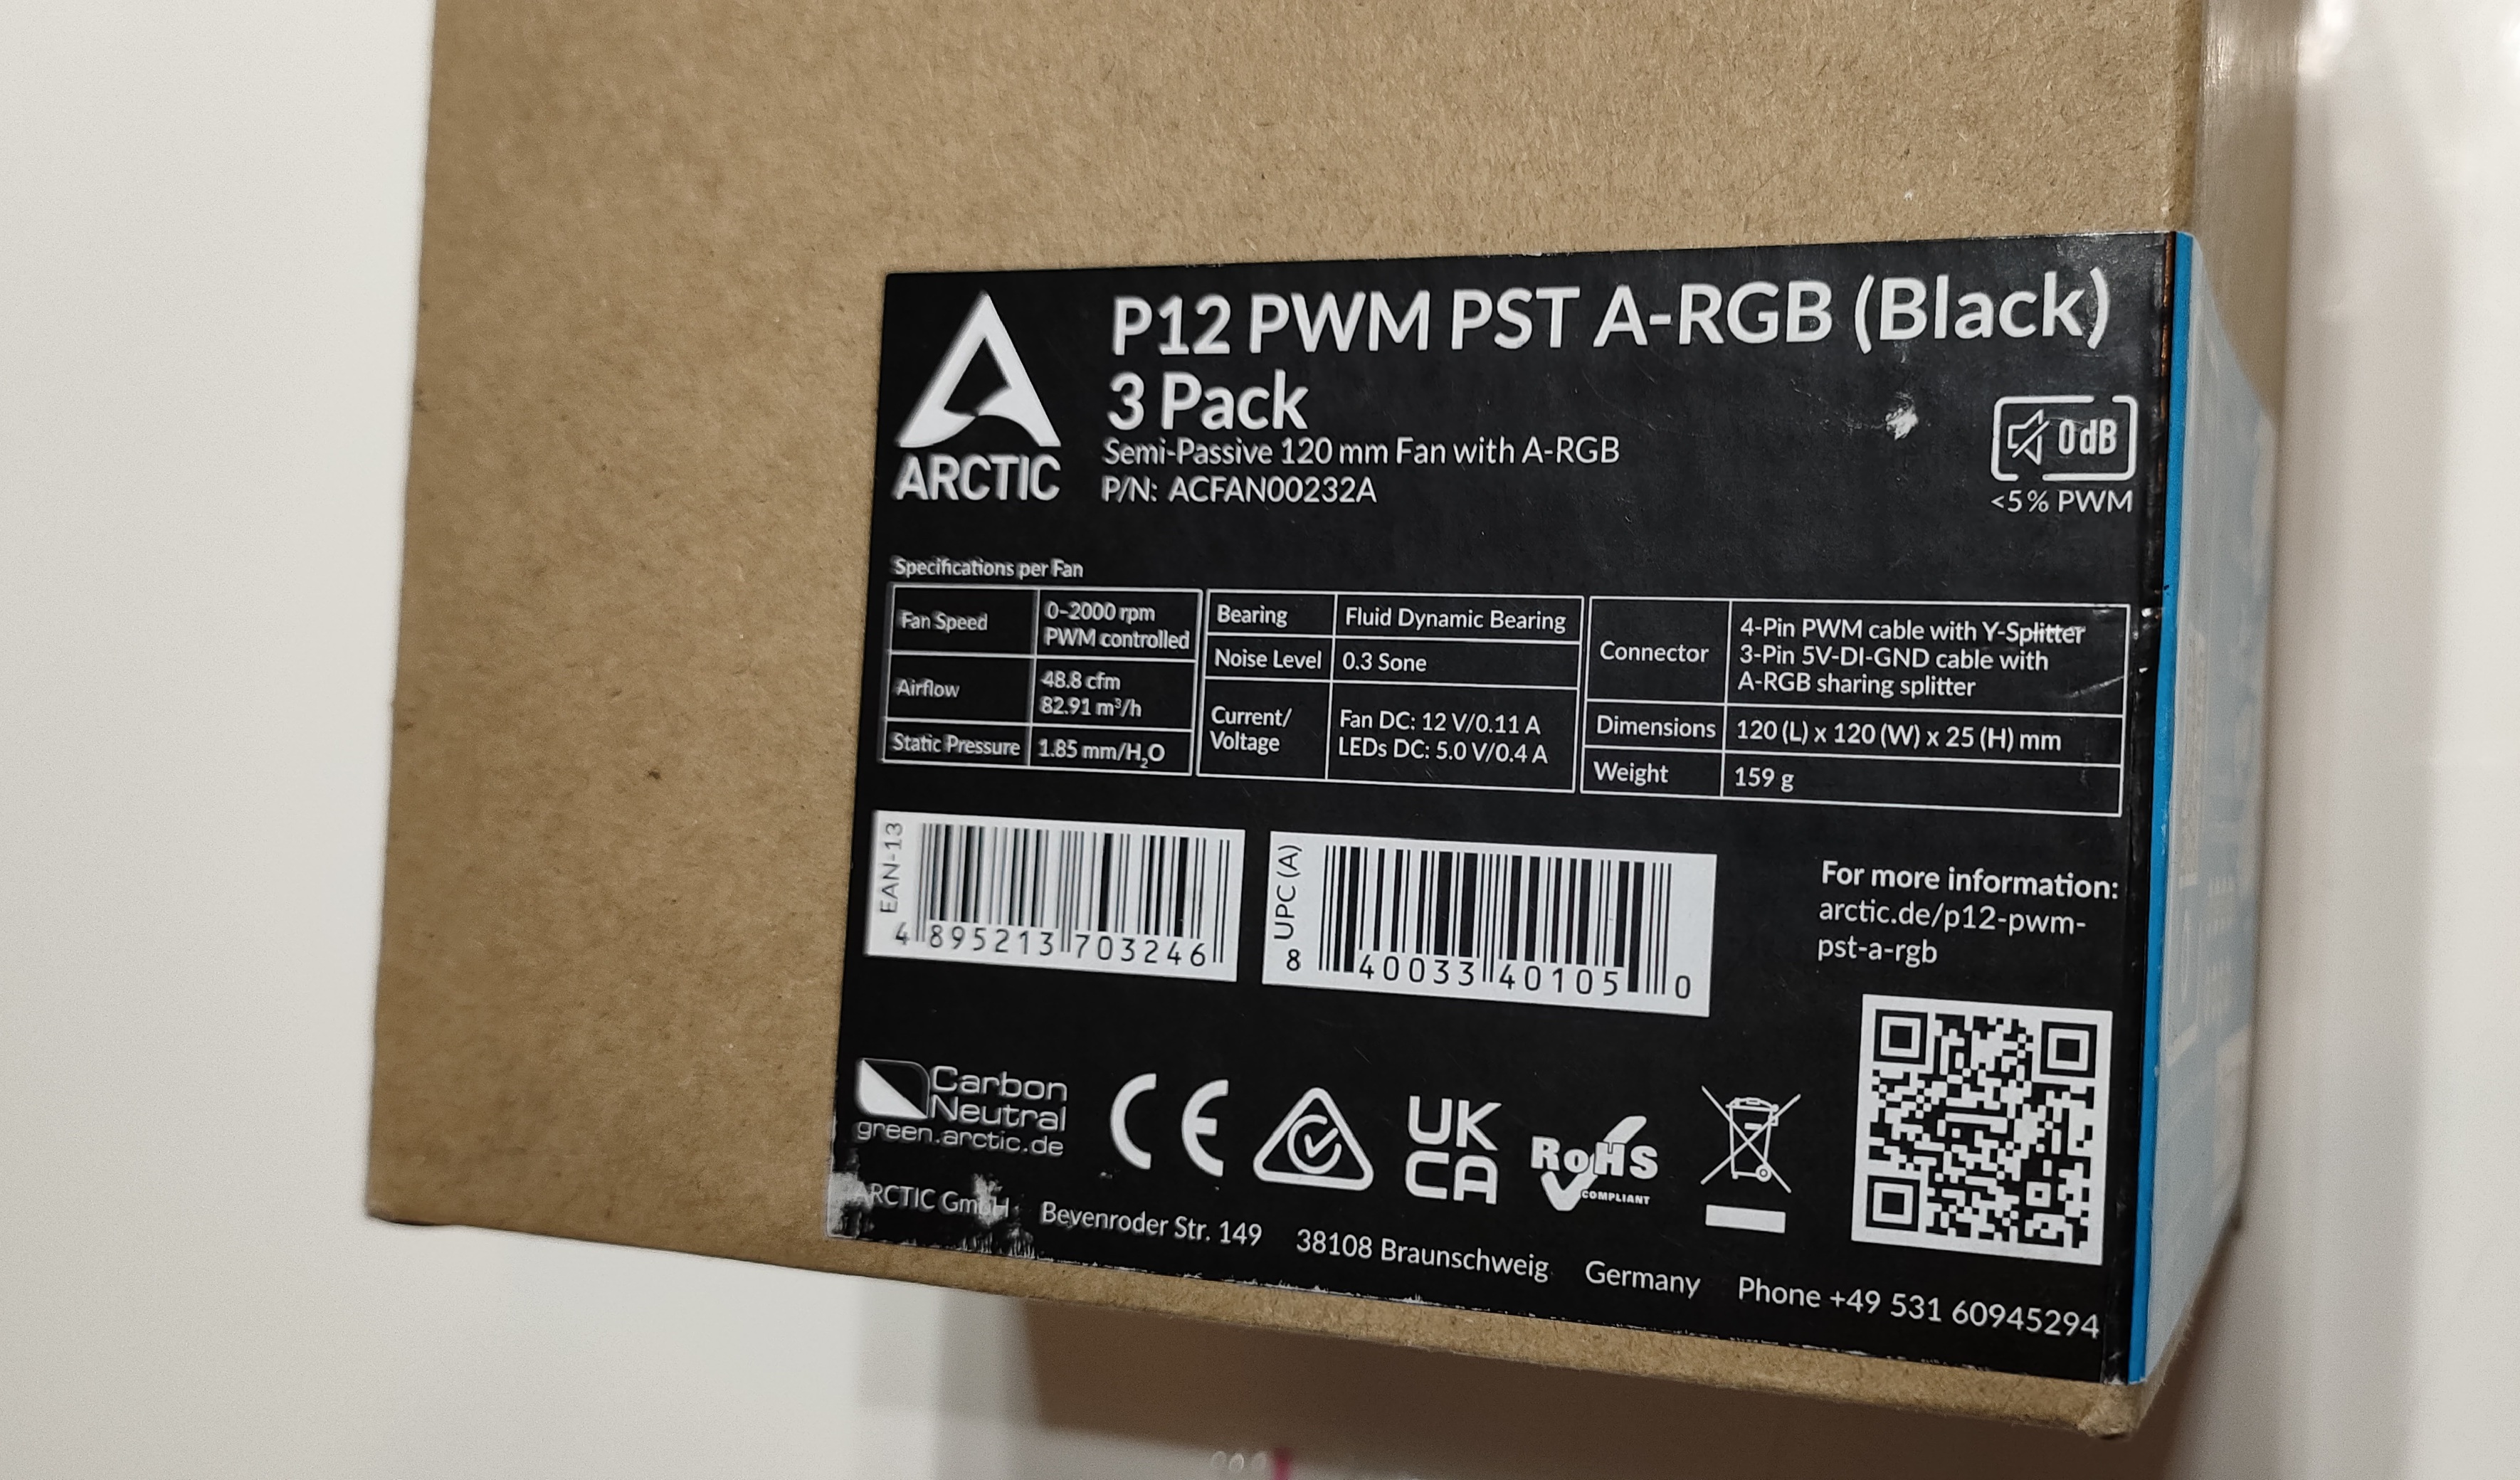 P12 PWM PST A-RGB (Black)
3 Pack
Semi-Passive 120 mm Fan with A-RGB
P/N: ACFAN00232A
ARCTIC
0dB
<5% PWM
Specifications per Fan
Fan Speed
0–2000 rpm
PWM controlled
Airflow
48.8 cfm
82.91 m³/h
Static Pressure
1.85 mm/H₂O
Bearing
Fluid Dynamic Bearing
Noise Level
0.3 Sone
Current/
Voltage
Fan DC: 12 V/0.11 A
LEDs DC: 5.0 V/0.4 A
Connector
4-Pin PWM cable with Y-Splitter
3-Pin 5V-DI-GND cable with
A-RGB sharing splitter
Dimensions
120 (L) x 120 (W) x 25 (H) mm
Weight
159 g
EAN-13
4 895213 703246
UPC (A)
8 40033 40105 0
For more information:
arctic.de/p12-pwm-
pst-a-rgb
Carbon
Neutral
green.arctic.de
CE
UK
CA
RoHS
COMPLIANT
ARCTIC GmbH Bevenroder Str. 149 38108 Braunschweig Germany Phone +49 531 60945294